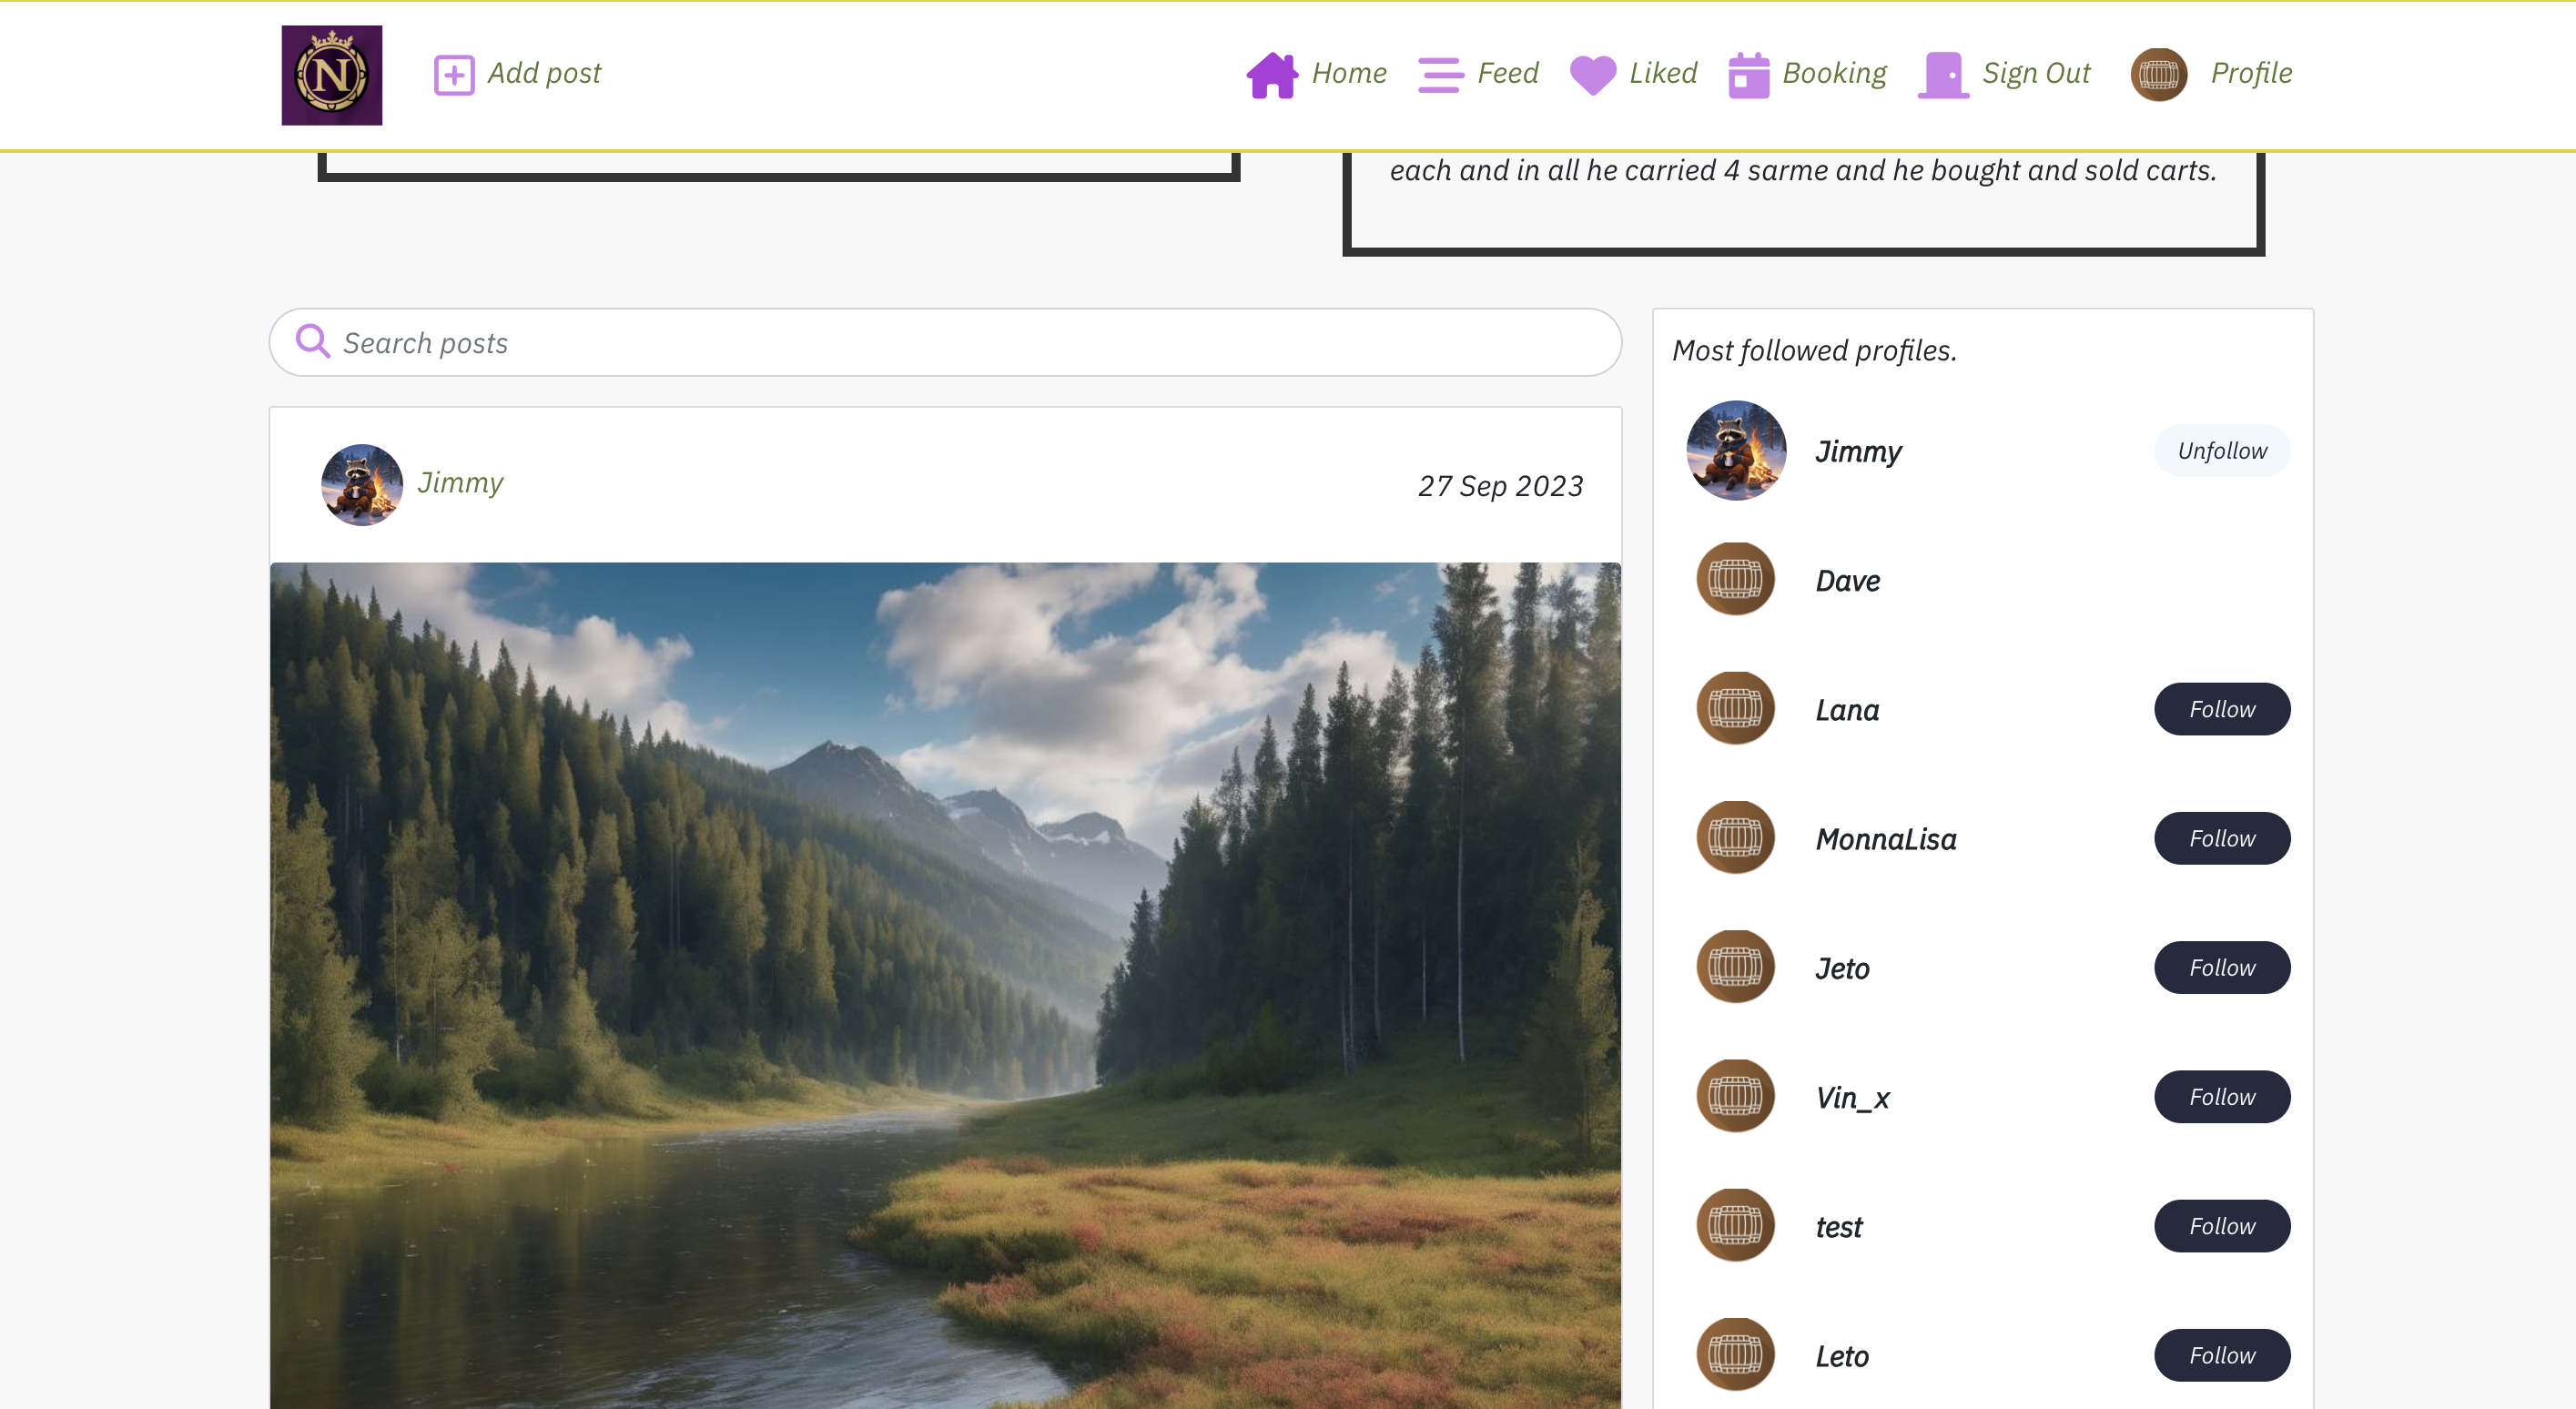 N
Add post
Home
Feed
Liked
Booking
Sign Out
Profile
each and in all he carried 4 sarme and he bought and sold carts.
Search posts
Jimmy
27 Sep 2023
Most followed profiles.
Jimmy
Unfollow
Dave
Lana
Follow
MonnaLisa
Follow
Jeto
Follow
Vin_x
Follow
test
Follow
Leto
Follow